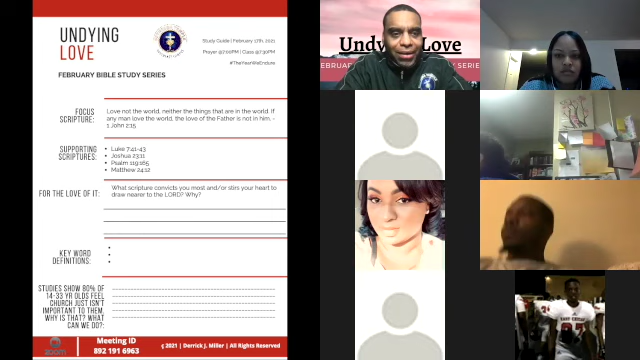 UNDYING
LOVE
Study Guide | February 17th, 2021
Prayer @7:00PM | Class @7:30PM
#TheYearWeEndure
FEBRUARY BIBLE STUDY SERIES
FOCUS
SCRIPTURE:
Love not the world, neither the things that are in the world. If
any man love the world, the love of the Father is not in him. -
1 John 2:15
SUPPORTING
SCRIPTURES:
• Luke 7:41-43
• Joshua 23:11
• Psalm 119:165
• Matthew 24:12
FOR THE LOVE OF IT:
What scripture convicts you most and/or stirs your heart to
draw nearer to the LORD? Why?
KEY WORD
DEFINITIONS:
STUDIES SHOW 80% OF
14-33 YR OLDS FEEL
CHURCH JUST ISN'T
IMPORTANT TO THEM.
WHY IS THAT? WHAT
CAN WE DO?:
zoom
Meeting ID
892 191 6963
© 2021 | Derrick J. Miller | All Rights Reserved
Undy Love
EBRUARY SERIE